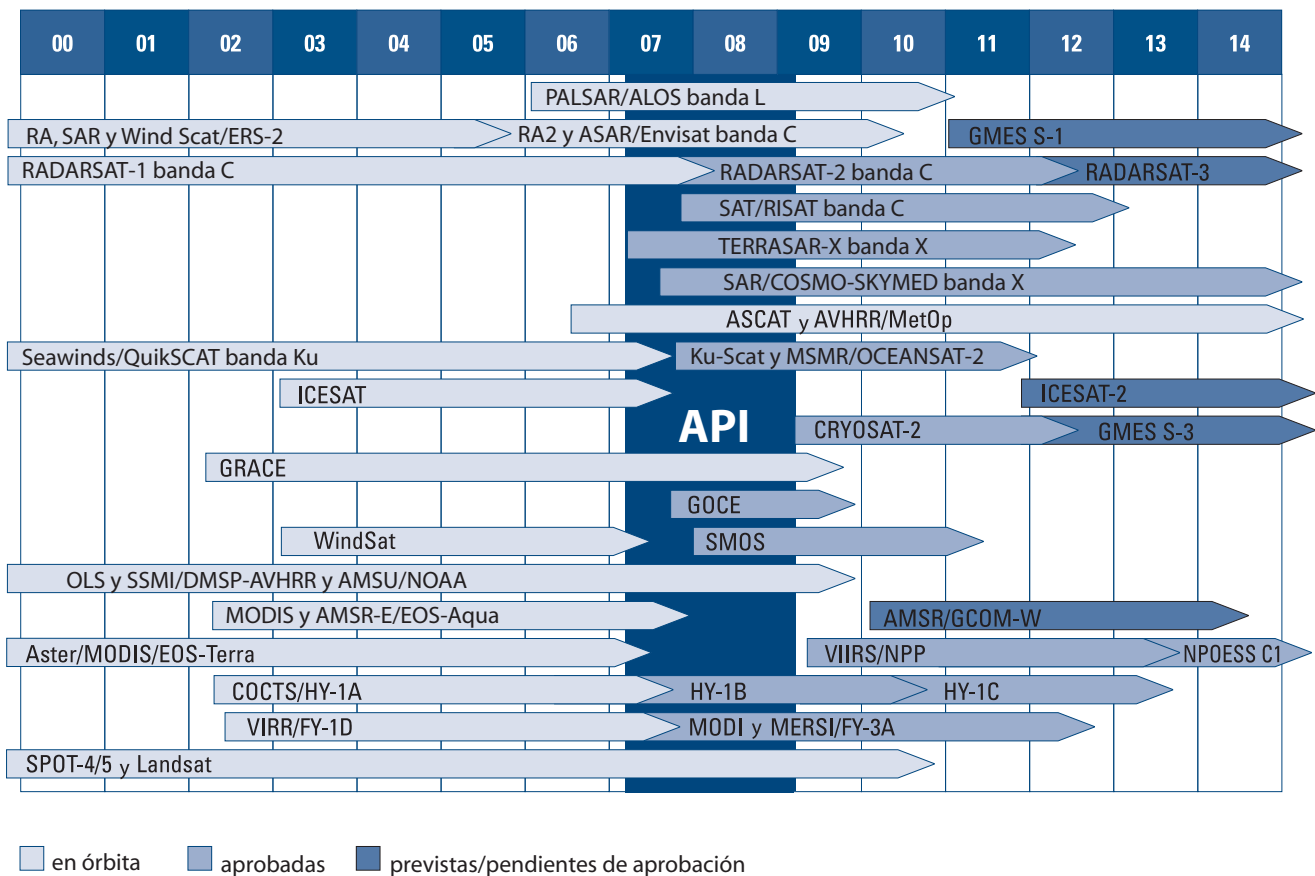 00 01 02 03 04 05 06 07 08 09 10 11 12 13 14
PALSAR/ALOS banda L
RA, SAR y Wind Scat/ERS-2 RA2 y ASAR/Envisat banda C GMES S-1
RADARSAT-1 banda C RADARSAT-2 banda C RADARSAT-3
SAT/RISAT banda C
TERRASAR-X banda X
SAR/COSMO-SKYMED banda X
ASCAT y AVHRR/MetOp
Seawinds/QuikSCAT banda Ku Ku-Scat y MSMR/OCEANSAT-2
ICESAT ICESAT-2
API CRYOSAT-2 GMES S-3
GRACE
GOCE
WindSat SMOS
OLS y SSMI/DMSP-AVHRR y AMSU/NOAA
MODIS y AMSR-E/EOS-Aqua AMSR/GCOM-W
Aster/MODIS/EOS-Terra VIIRS/NPP NPOESS C1
COCTS/HY-1A HY-1B HY-1C
VIRR/FY-1D MODI y MERSI/FY-3A
SPOT-4/5 y Landsat
en órbita aprobadas previstas/pendientes de aprobación